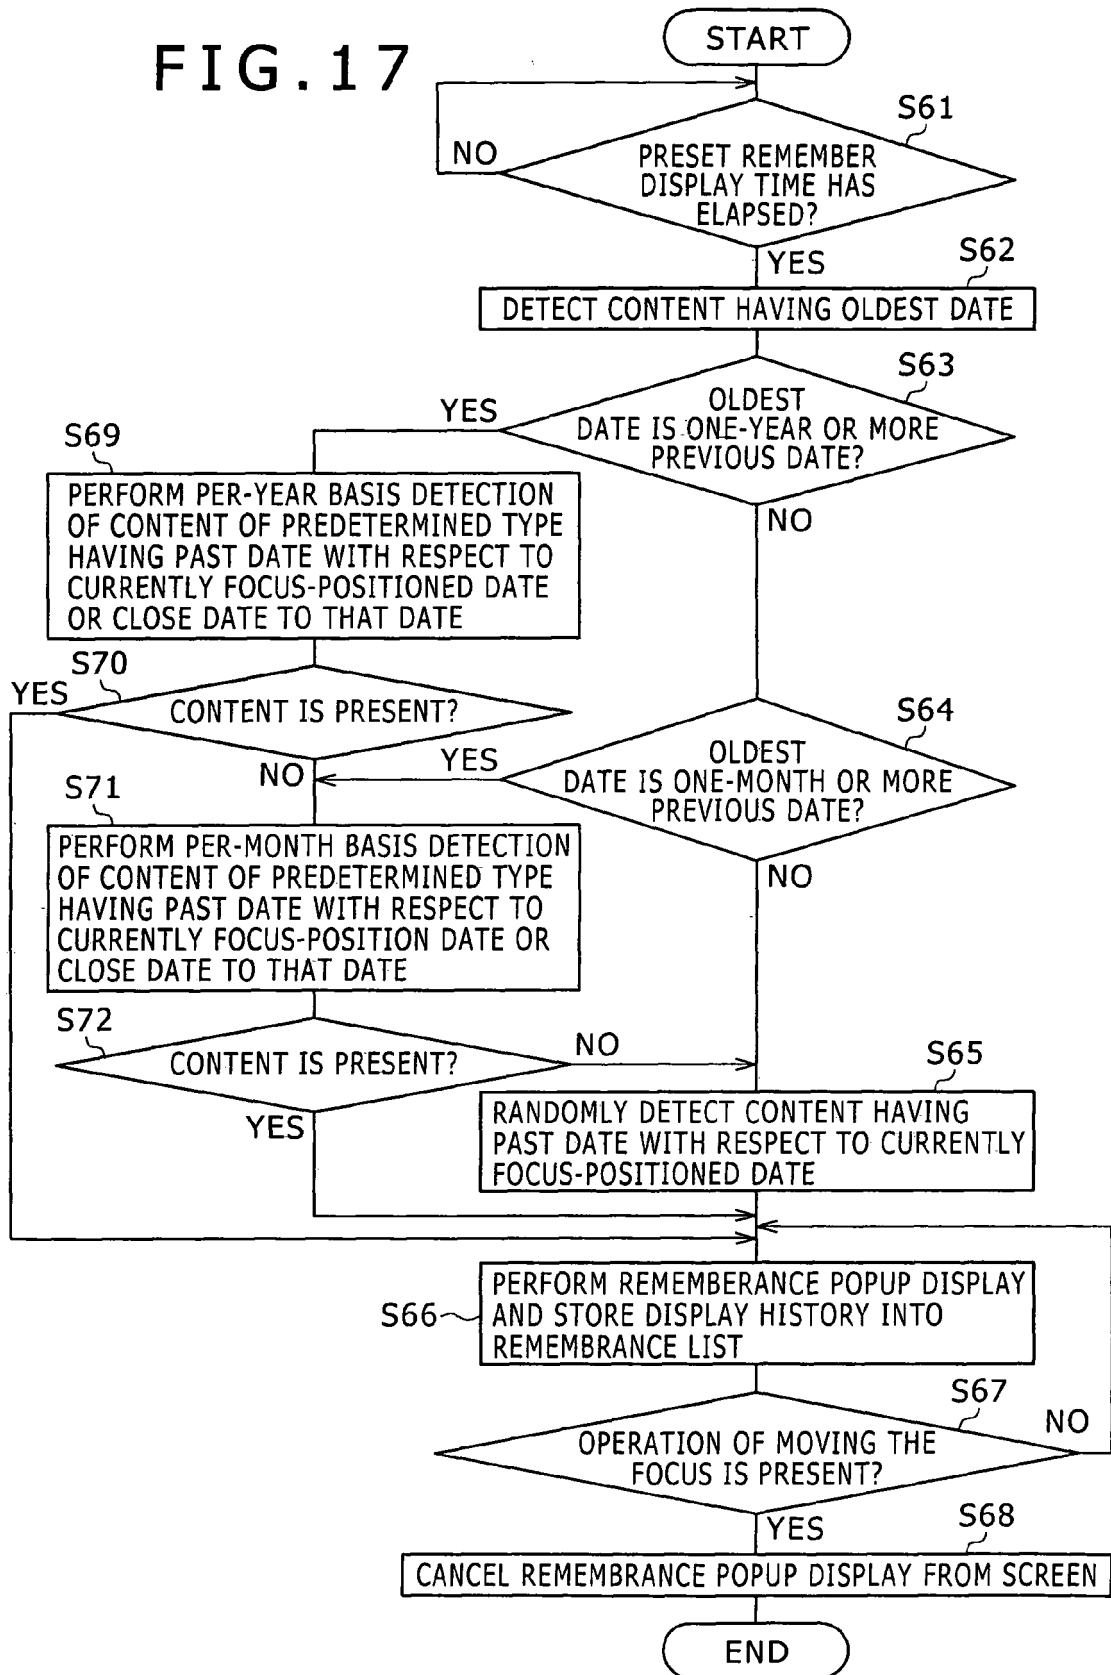 FIG.17
START
S61
PRESET REMEMBER
DISPLAY TIME HAS
ELAPSED?
NO
YES
S62
DETECT CONTENT HAVING OLDEST DATE
S63
OLDEST
DATE IS ONE-YEAR OR MORE
PREVIOUS DATE?
YES
NO
S69
PERFORM PER-YEAR BASIS DETECTION
OF CONTENT OF PREDETERMINED TYPE
HAVING PAST DATE WITH RESPECT TO
CURRENTLY FOCUS-POSITIONED DATE
OR CLOSE DATE TO THAT DATE
S70
YES
CONTENT IS PRESENT?
NO
S64
OLDEST
DATE IS ONE-MONTH OR MORE
PREVIOUS DATE?
YES
NO
S71
PERFORM PER-MONTH BASIS DETECTION
OF CONTENT OF PREDETERMINED TYPE
HAVING PAST DATE WITH RESPECT TO
CURRENTLY FOCUS-POSITION DATE OR
CLOSE DATE TO THAT DATE
S72
CONTENT IS PRESENT?
NO
YES
S65
RANDOMLY DETECT CONTENT HAVING
PAST DATE WITH RESPECT TO CURRENTLY
FOCUS-POSITIONED DATE
S66
PERFORM REMEMBERANCE POPUP DISPLAY
AND STORE DISPLAY HISTORY INTO
REMEMBRANCE LIST
S67
OPERATION OF MOVING THE
FOCUS IS PRESENT?
NO
YES
S68
CANCEL REMEMBRANCE POPUP DISPLAY FROM SCREEN
END